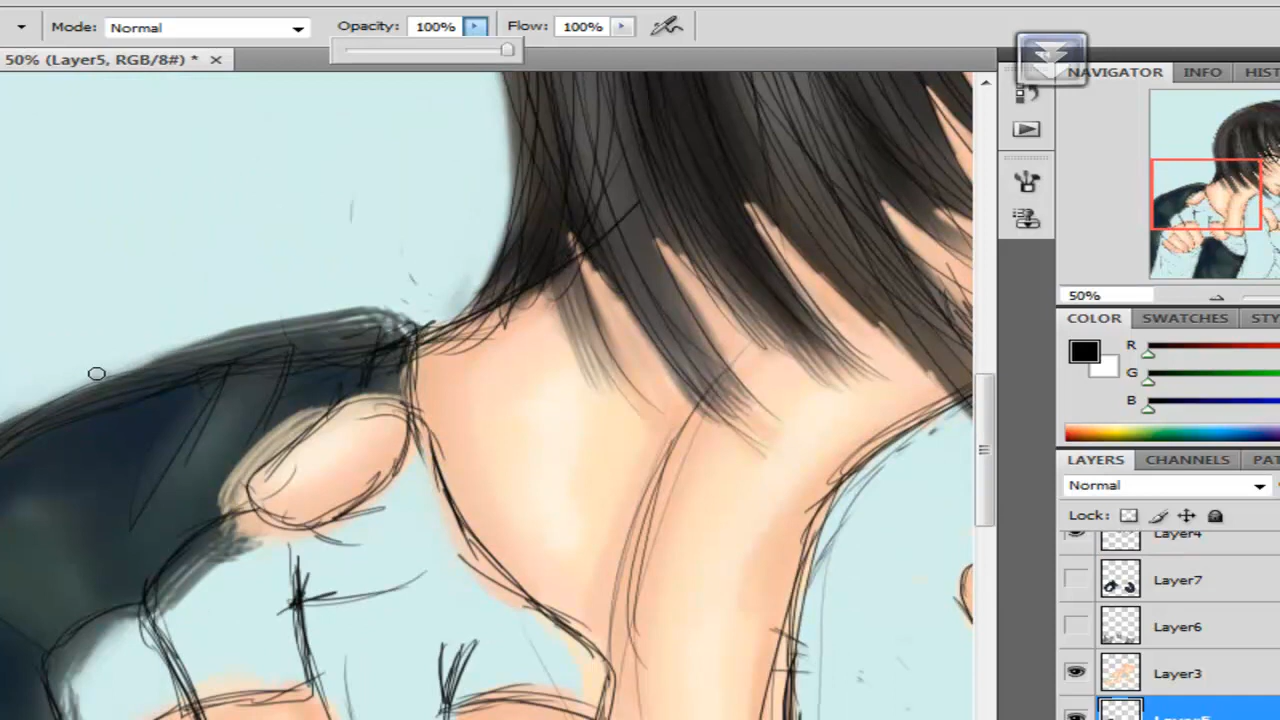 Mode: Normal Opacity: 100% Flow: 100%
50% (Layer5, RGB/8#) * ×
NAVIGATOR INFO HIST
50%
COLOR SWATCHES STY
R
G
B
LAYERS CHANNELS PAT
Normal
Lock:
Layer4
Layer7
Layer6
Layer3
Layer5